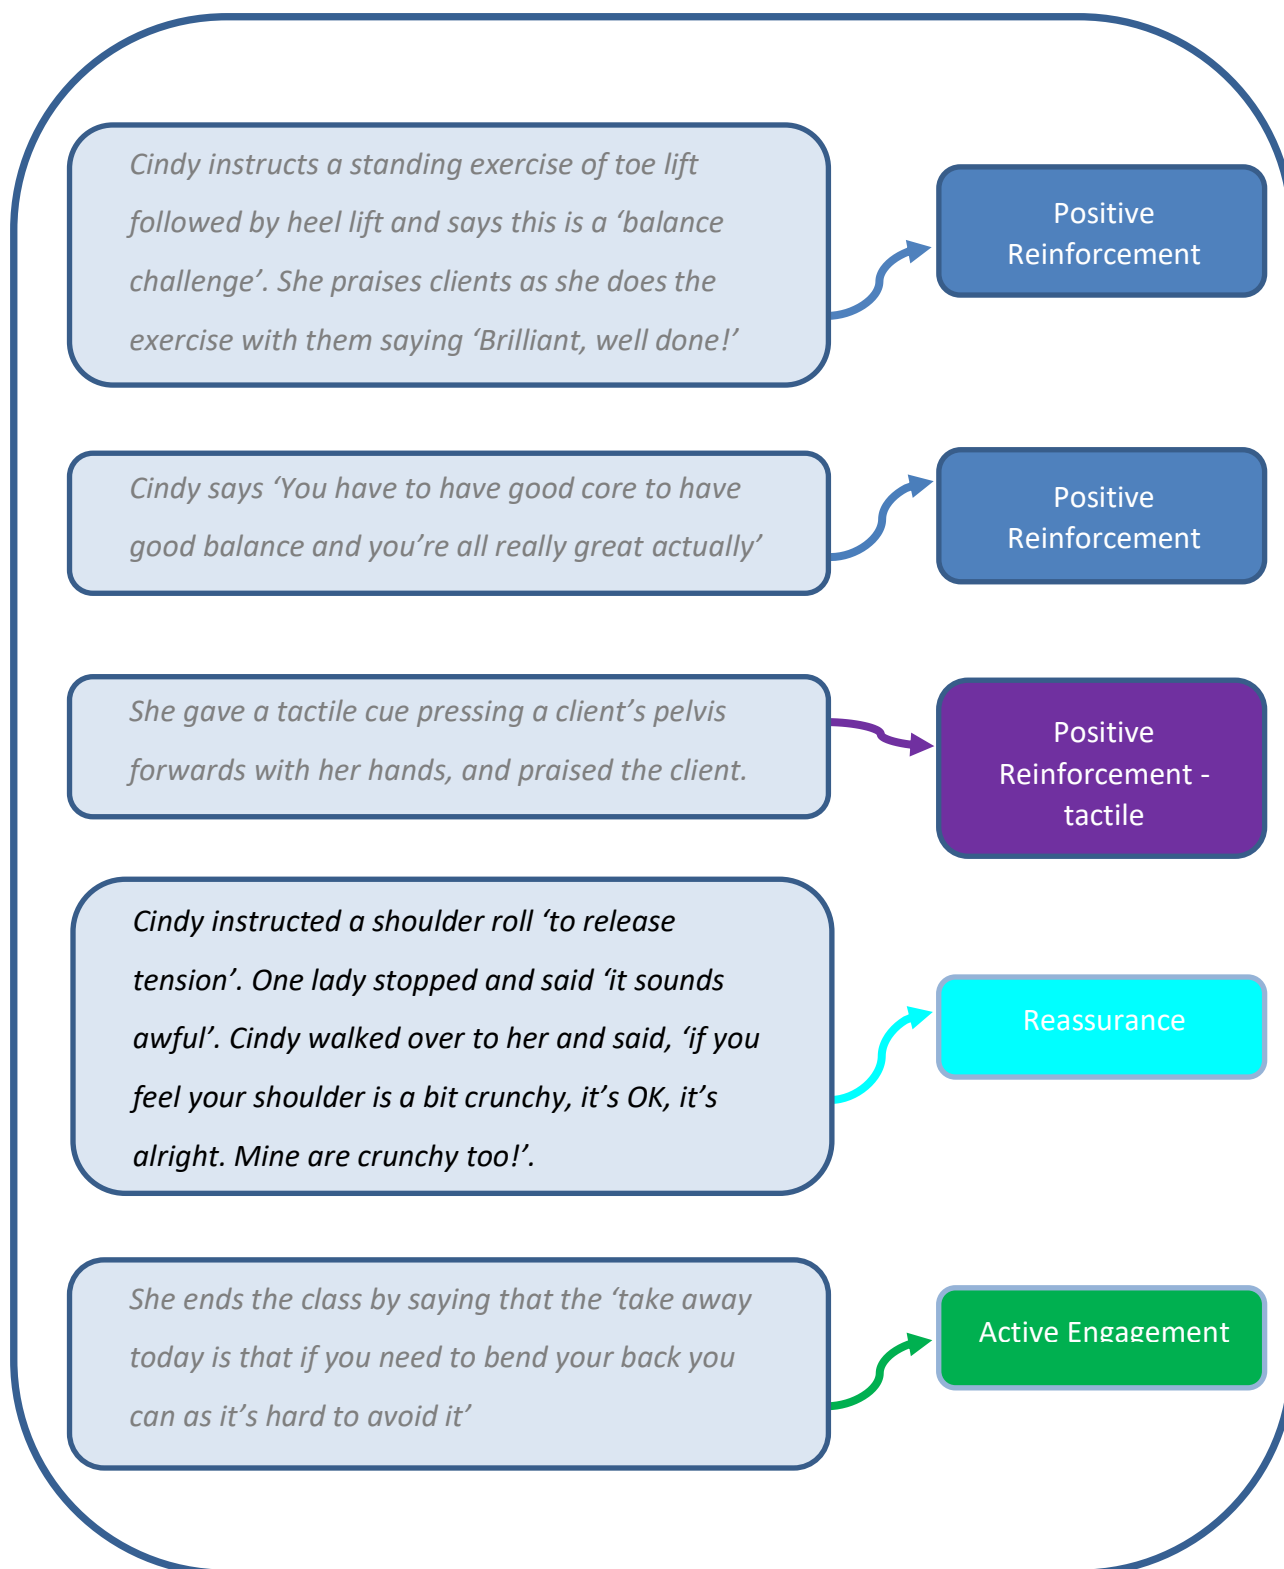 Cindy instructs a standing exercise of toe lift
followed by heel lift and says this is a ‘balance
challenge’. She praises clients as she does the
exercise with them saying ‘Brilliant, well done!’
Positive
Reinforcement
Cindy says ‘You have to have good core to have
good balance and you’re all really great actually’
Positive
Reinforcement
She gave a tactile cue pressing a client’s pelvis
forwards with her hands, and praised the client.
Positive
Reinforcement -
tactile
Cindy instructed a shoulder roll ‘to release
tension’. One lady stopped and said ‘it sounds
awful’. Cindy walked over to her and said, ‘if you
feel your shoulder is a bit crunchy, it’s OK, it’s
alright. Mine are crunchy too!’.
Reassurance
She ends the class by saying that the ‘take away
today is that if you need to bend your back you
can as it’s hard to avoid it’
Active Engagement